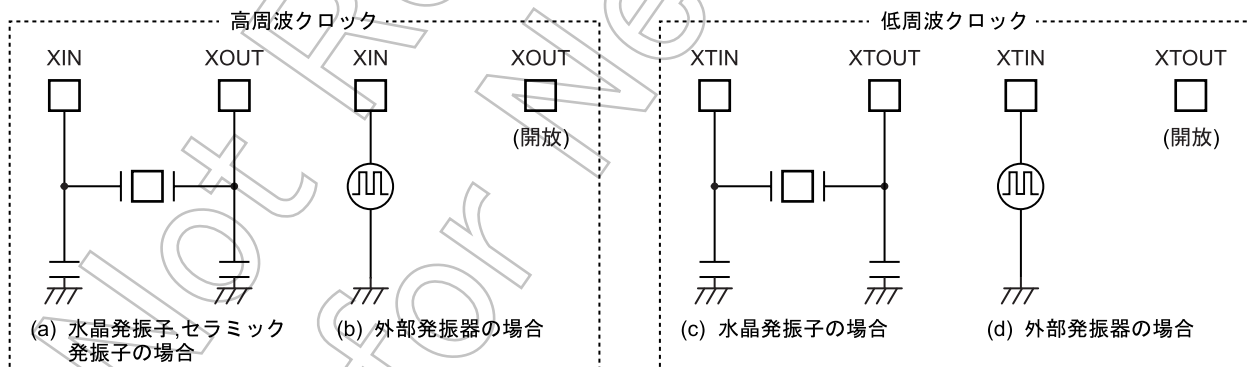 高周波クロック
XIN XOUT XIN XOUT
(開放)
(a) 水晶発振子,セラミック
発振子の場合
(b) 外部発振器の場合
低周波クロック
XTIN XTOUT XTIN XTOUT
(開放)
(c) 水晶発振子の場合
(d) 外部発振器の場合
Not
for